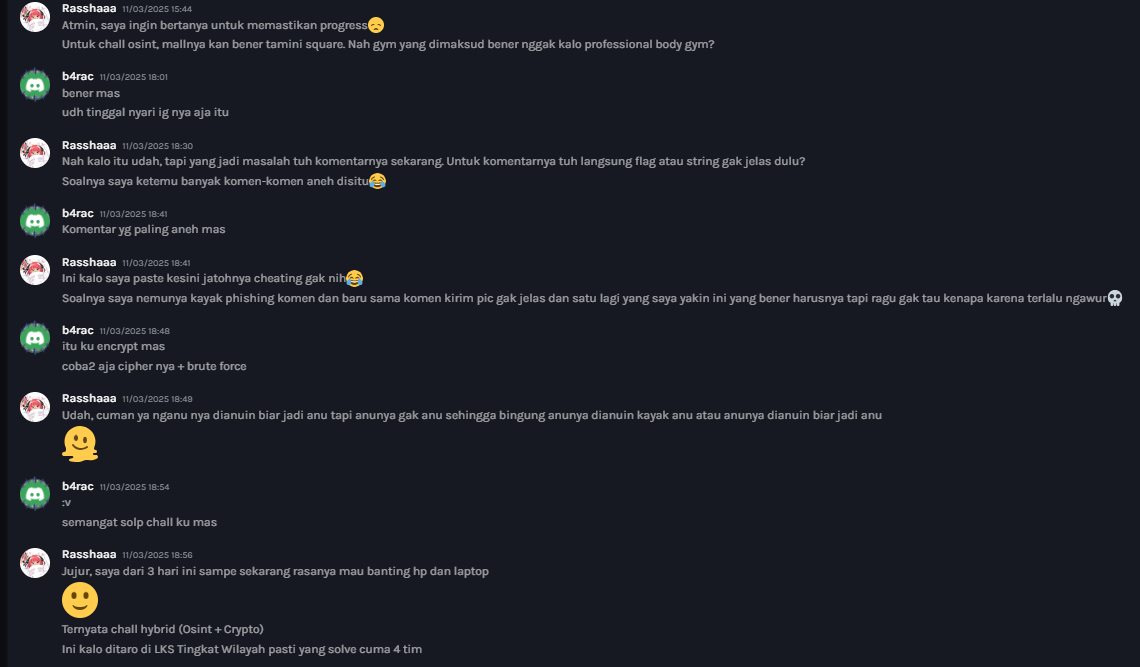 Rasshaaa 11/03/2025 15:44
Atmin, saya ingin bertanya untuk memastikan progress😞
Untuk chall osint, mallnya kan bener tamini square. Nah gym yang dimaksud bener nggak kalo professional body gym?
b4rac 11/03/2025 18:01
bener mas
udh tinggal nyari ig nya aja itu
Rasshaaa 11/03/2025 18:30
Nah kalo itu udah, tapi yang jadi masalah tuh komentarnya sekarang. Untuk komentarnya tuh langsung flag atau string gak jelas dulu?
Soalnya saya ketemu banyak komen-komen aneh disitu😂
b4rac 11/03/2025 18:41
Komentar yg paling aneh mas
Rasshaaa 11/03/2025 18:41
Ini kalo saya paste kesini jatohnya cheating gak nih😂
Soalnya saya nemunya kayak phishing komen dan baru sama komen kirim pic gak jelas dan satu lagi yang saya yakin ini yang bener harusnya tapi ragu gak tau kenapa karena terlalu ngawur💀
b4rac 11/03/2025 18:48
itu ku encrypt mas
coba2 aja cipher nya + brute force
Rasshaaa 11/03/2025 18:49
Udah, cuman ya nganu nya dianuin biar jadi anu tapi anunya gak anu sehingga bingung anunya dianuin kayak anu atau anunya dianuin biar jadi anu
🫠
b4rac 11/03/2025 18:54
:v
semangat solp chall ku mas
Rasshaaa 11/03/2025 18:56
Jujur, saya dari 3 hari ini sampe sekarang rasanya mau banting hp dan laptop
🙂
Ternyata chall hybrid (Osint + Crypto)
Ini kalo ditaro di LKS Tingkat Wilayah pasti yang solve cuma 4 tim